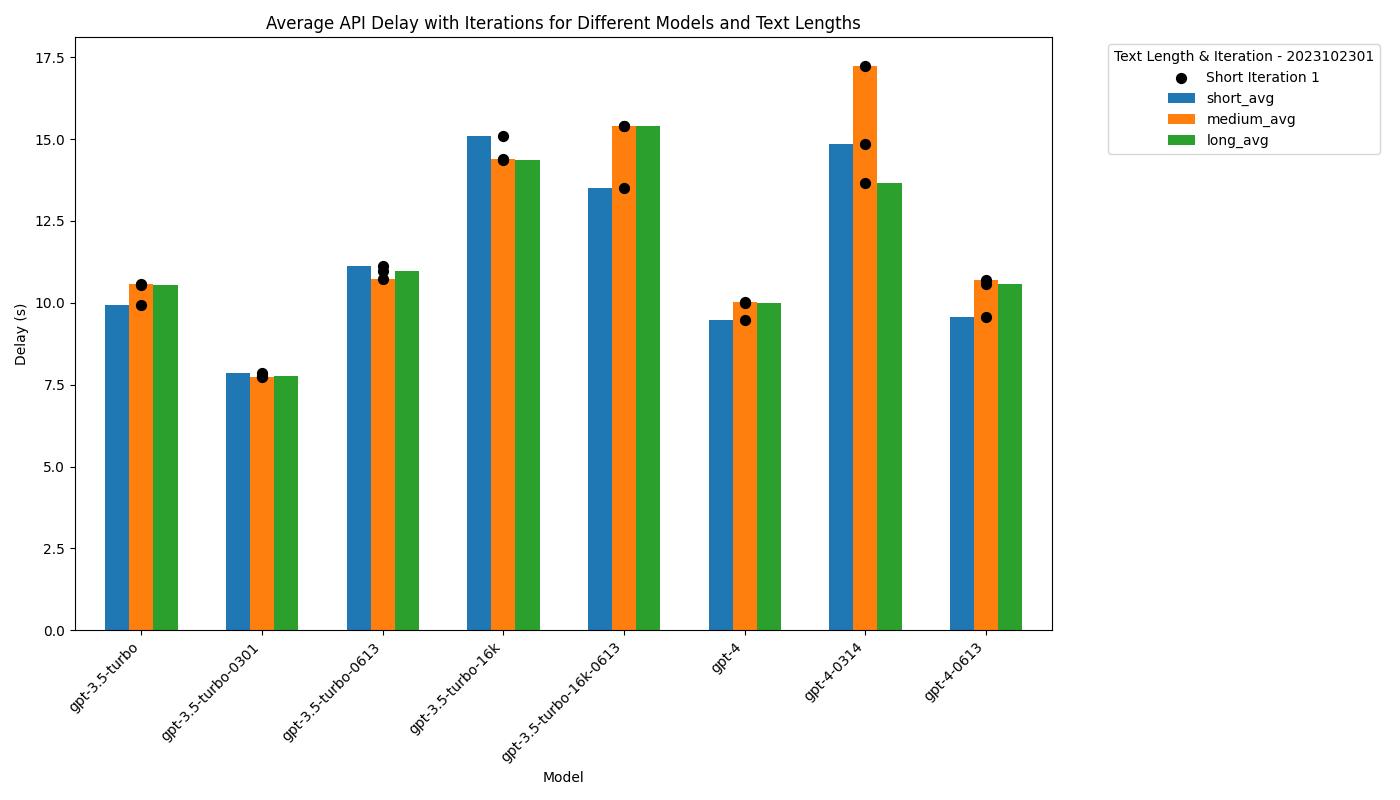 Average API Delay with Iterations for Different Models and Text Lengths
Text Length & Iteration - 2023102301
Short Iteration 1
short_avg
medium_avg
long_avg
Delay (s)
17.5
15.0
12.5
10.0
7.5
5.0
2.5
0.0
gpt-3.5-turbo
gpt-3.5-turbo-0301
gpt-3.5-turbo-0613
gpt-3.5-turbo-16k
gpt-3.5-turbo-16k-0613
gpt-4
gpt-4-0314
gpt-4-0613
Model